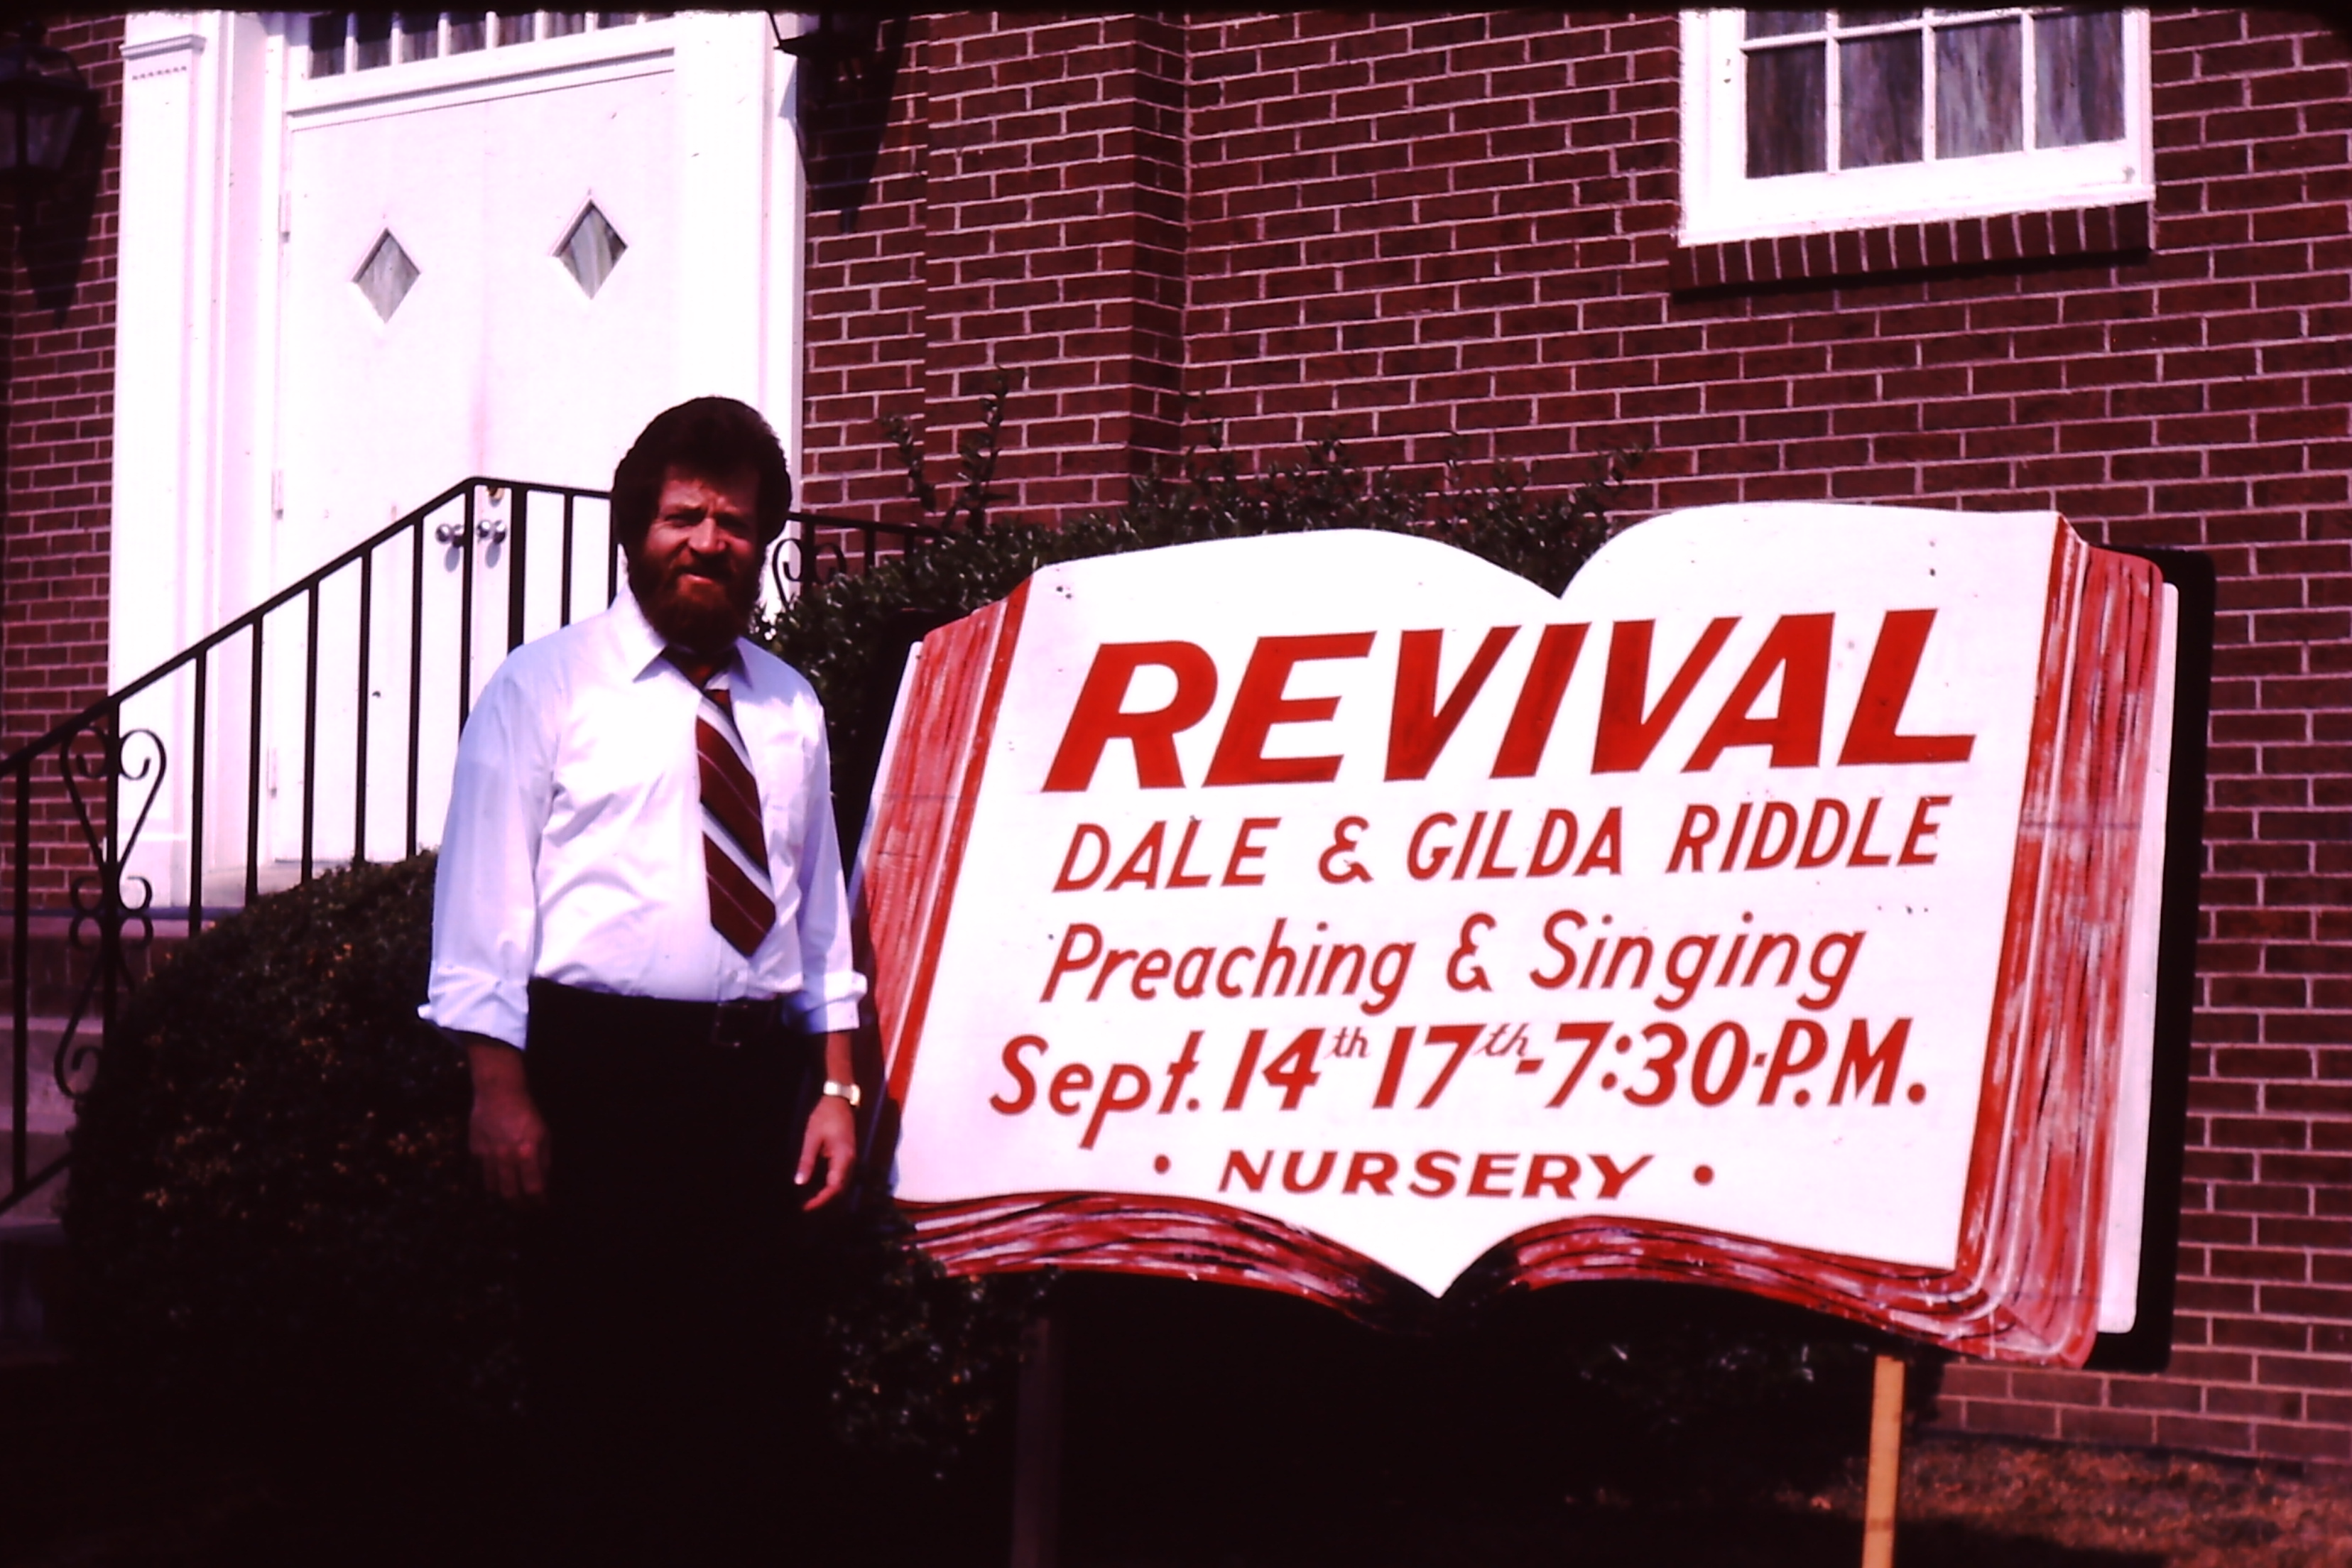 REVIVAL
DALE & GILDA RIDDLE
Preaching & Singing
Sept. 14th 17th-7:30·P.M.
• NURSERY •